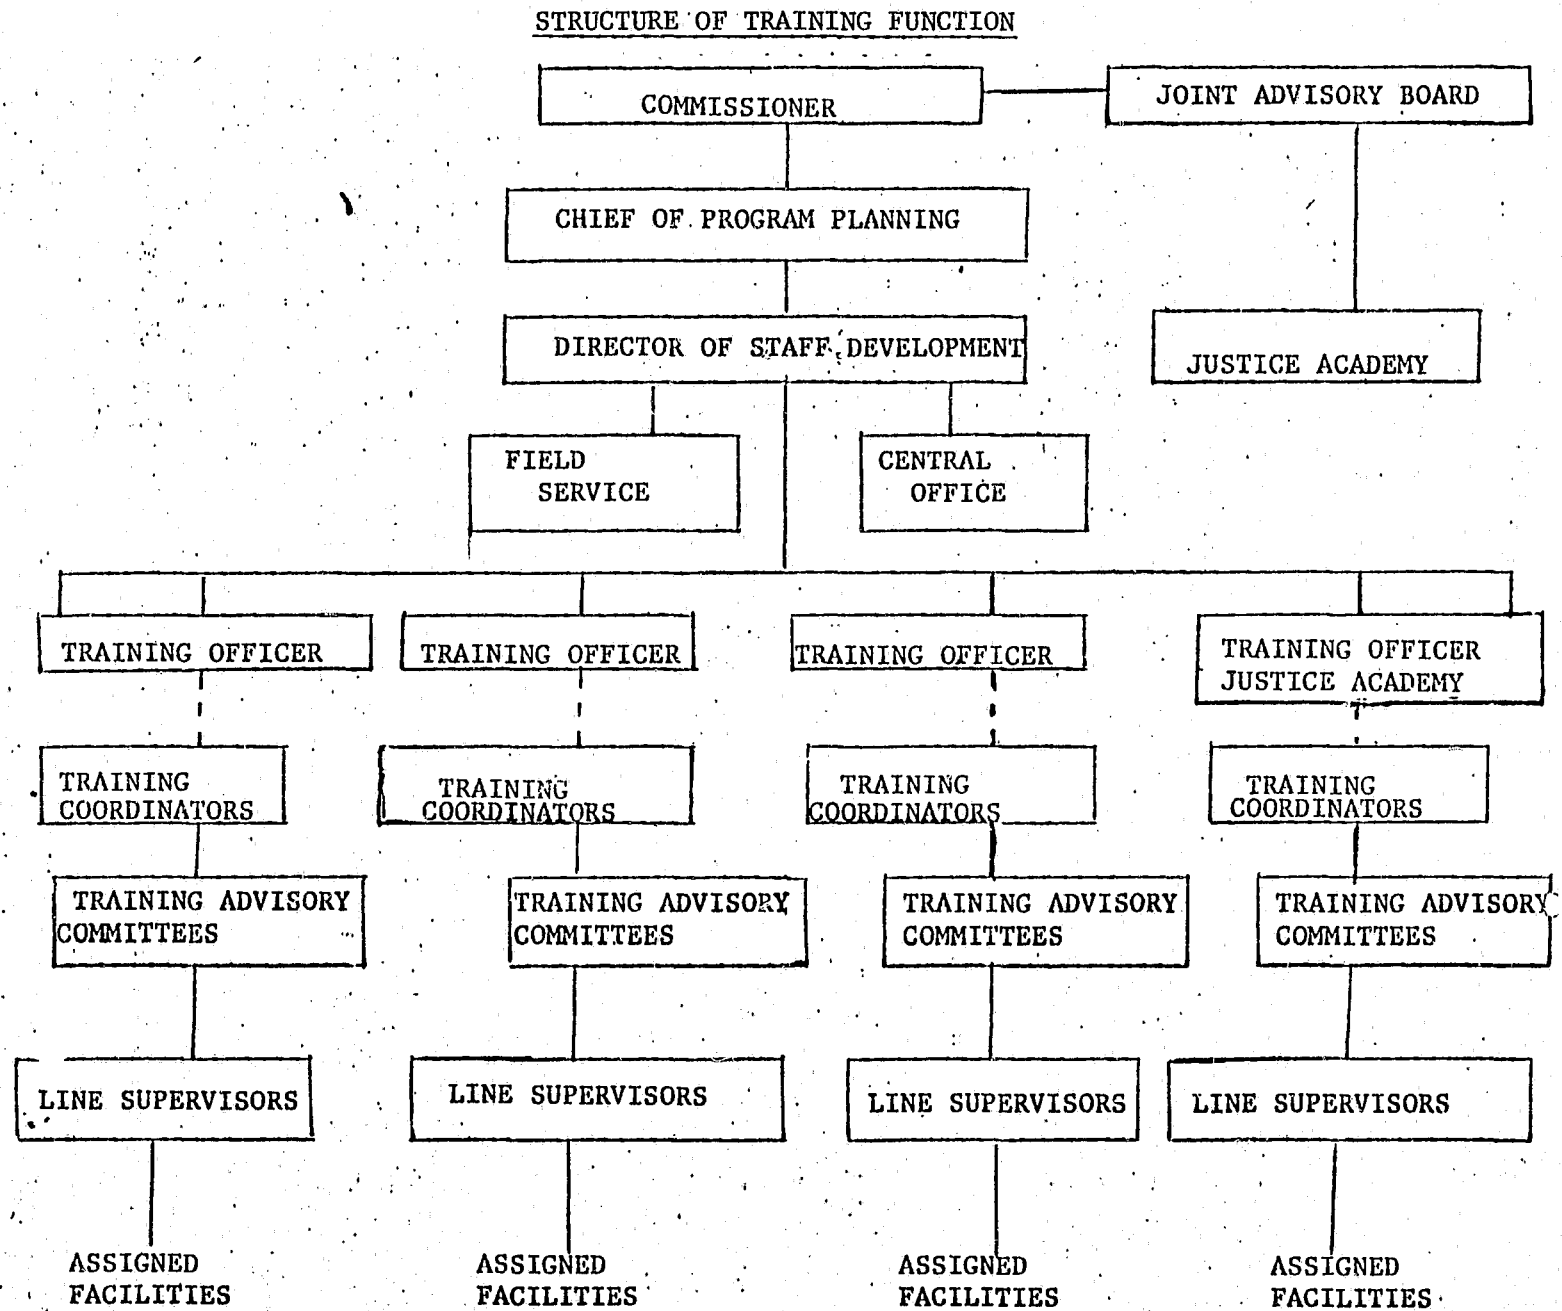 STRUCTURE OF TRAINING FUNCTION
COMMISSIONER
JOINT ADVISORY BOARD
CHIEF OF PROGRAM PLANNING
DIRECTOR OF STAFF DEVELOPMENT
JUSTICE ACADEMY
FIELD
SERVICE
CENTRAL
OFFICE
TRAINING OFFICER
TRAINING OFFICER
TRAINING OFFICER
TRAINING OFFICER
JUSTICE ACADEMY
TRAINING
COORDINATORS
TRAINING
COORDINATORS
TRAINING
COORDINATORS
TRAINING
COORDINATORS
TRAINING ADVISORY
COMMITTEES
TRAINING ADVISORY
COMMITTEES
TRAINING ADVISORY
COMMITTEES
TRAINING ADVISORY
COMMITTEES
LINE SUPERVISORS
LINE SUPERVISORS
LINE SUPERVISORS
LINE SUPERVISORS
ASSIGNED
FACILITIES
ASSIGNED
FACILITIES
ASSIGNED
FACILITIES
ASSIGNED
FACILITIES